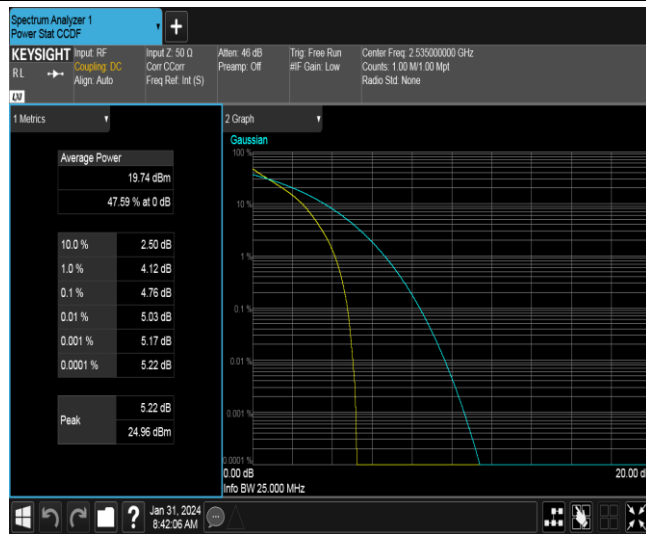 Spectrum Analyzer 1
Power Stat CCDF
+
KEYSIGHT
RL
LXI
Input: RF
Coupling: DC
Align: Auto
Input Z: 50 Ω
Corr CCorr
Freq Ref: Int (S)
Atten: 46 dB
Preamp: Off
Trig: Free Run
#IF Gain: Low
Center Freq: 2.535000000 GHz
Counts: 1.00 M/1.00 Mpt
Radio Std: None
1 Metrics
Average Power
19.74 dBm
47.59 % at 0 dB
10.0 % 2.50 dB
1.0 % 4.12 dB
0.1 % 4.76 dB
0.01 % 5.03 dB
0.001 % 5.17 dB
0.0001 % 5.22 dB
Peak
5.22 dB
24.96 dBm
2 Graph
Gaussian
100 %
10 %
1 %
0.1 %
0.01 %
0.001 %
0.0001 %
0.00 dB
20.00 d
Info BW 25.000 MHz
?
Jan 31, 2024
8:42:06 AM